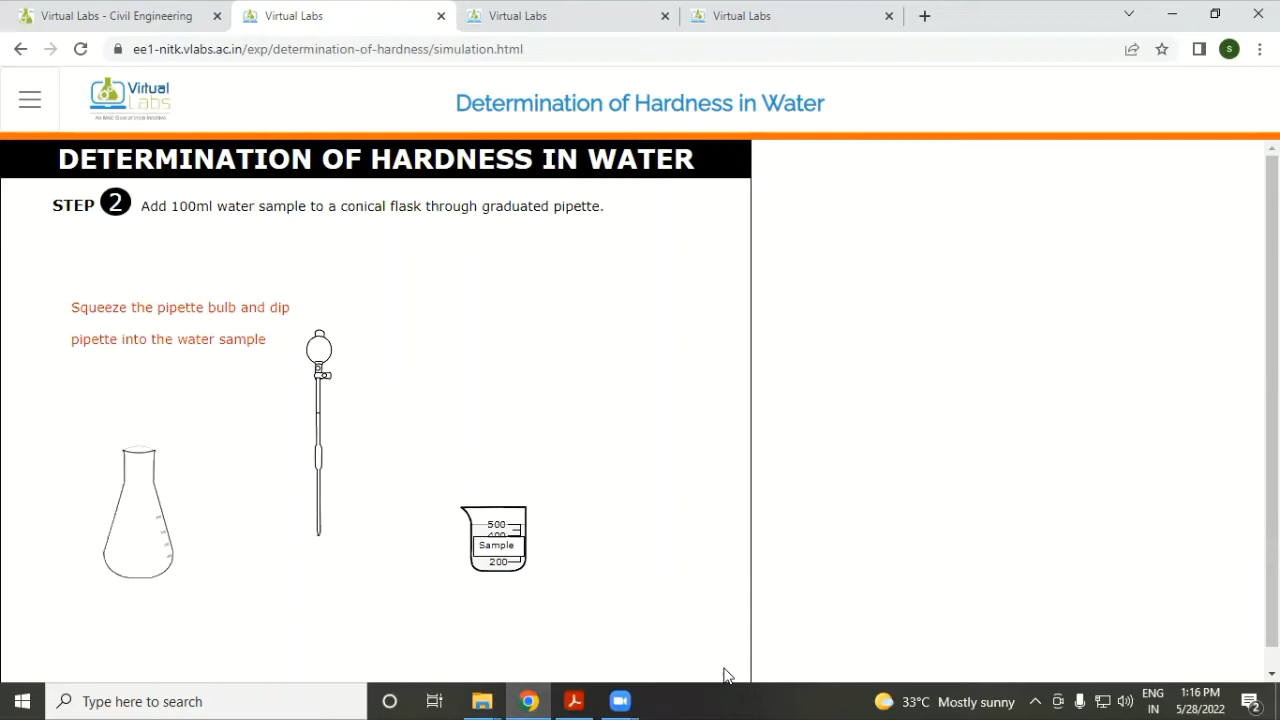 Virtual Labs - Civil Engineering
Virtual Labs
Virtual Labs
Virtual Labs
ee1-nitk.vlabs.ac.in/exp/determination-of-hardness/simulation.html
S
Virtual
Labs
Determination of Hardness in Water
DETERMINATION OF HARDNESS IN WATER
STEP 2 Add 100ml water sample to a conical flask through graduated pipette.
Squeeze the pipette bulb and dip
pipette into the water sample
500
Sample
200
Type here to search
33°C Mostly sunny
ENG
IN
1:16 PM
5/28/2022
2